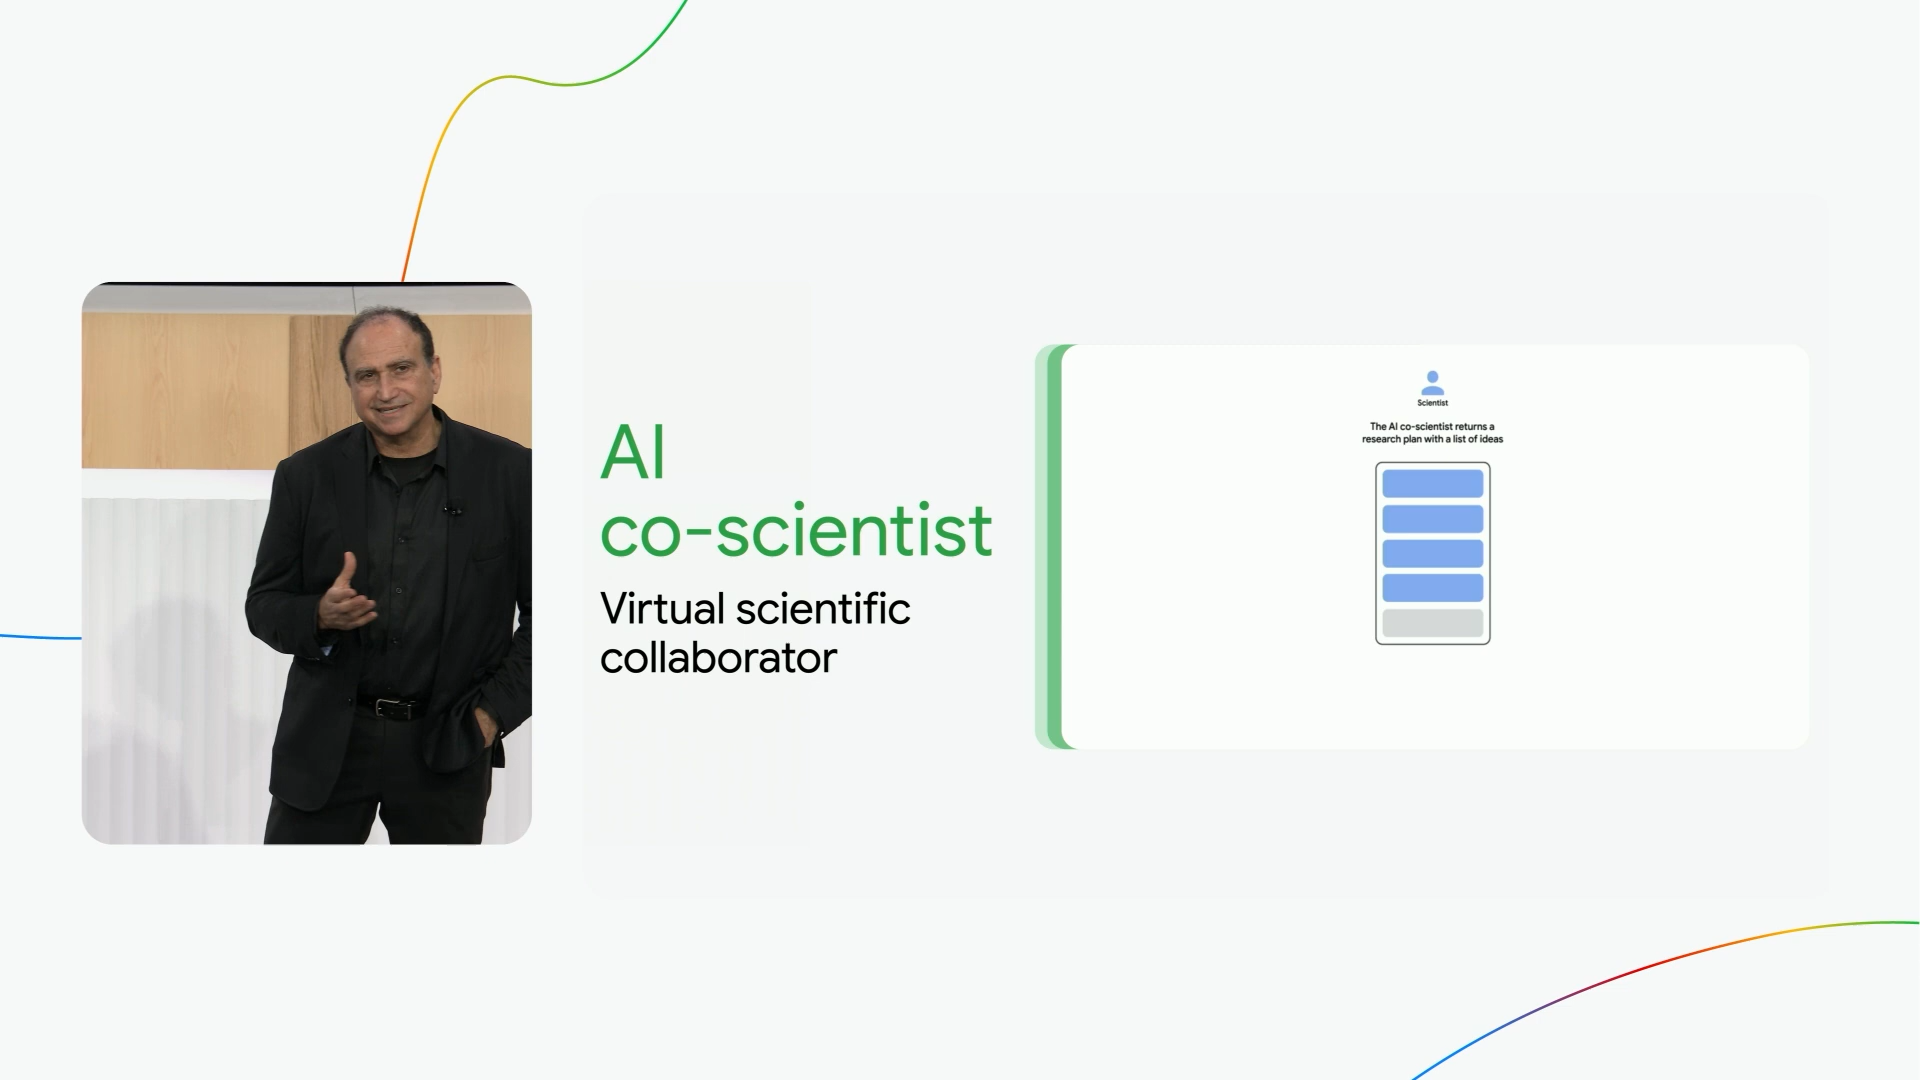 AI
co-scientist
Virtual scientific
collaborator
Scientist
The AI co-scientist returns a
research plan with a list of ideas